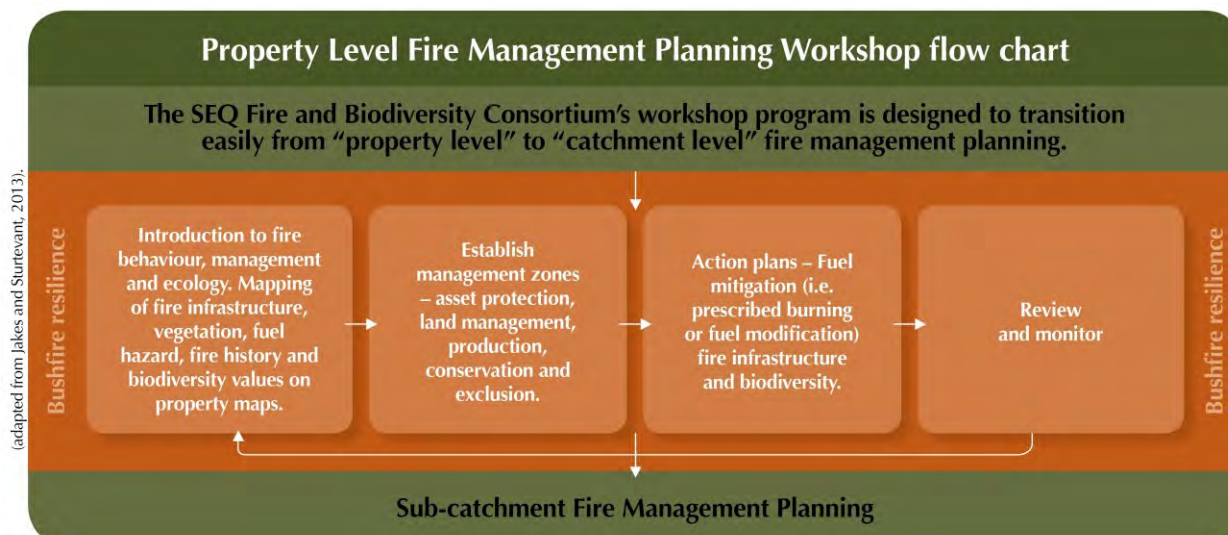 Property Level Fire Management Planning Workshop flow chart
The SEQ Fire and Biodiversity Consortium’s workshop program is designed to transition
easily from “property level” to “catchment level” fire management planning.
(adapted from Jakes and Sturtevant, 2013).
Bushfire resilience
Introduction to fire
behaviour, management
and ecology. Mapping
of fire infrastructure,
vegetation, fuel
hazard, fire history and
biodiversity values on
property maps.
Establish
management zones
– asset protection,
land management,
production,
conservation and
exclusion.
Action plans – Fuel
mitigation (i.e.
prescribed burning
or fuel modification)
fire infrastructure
and biodiversity.
Review
and monitor
Bushfire resilience
Sub-catchment Fire Management Planning